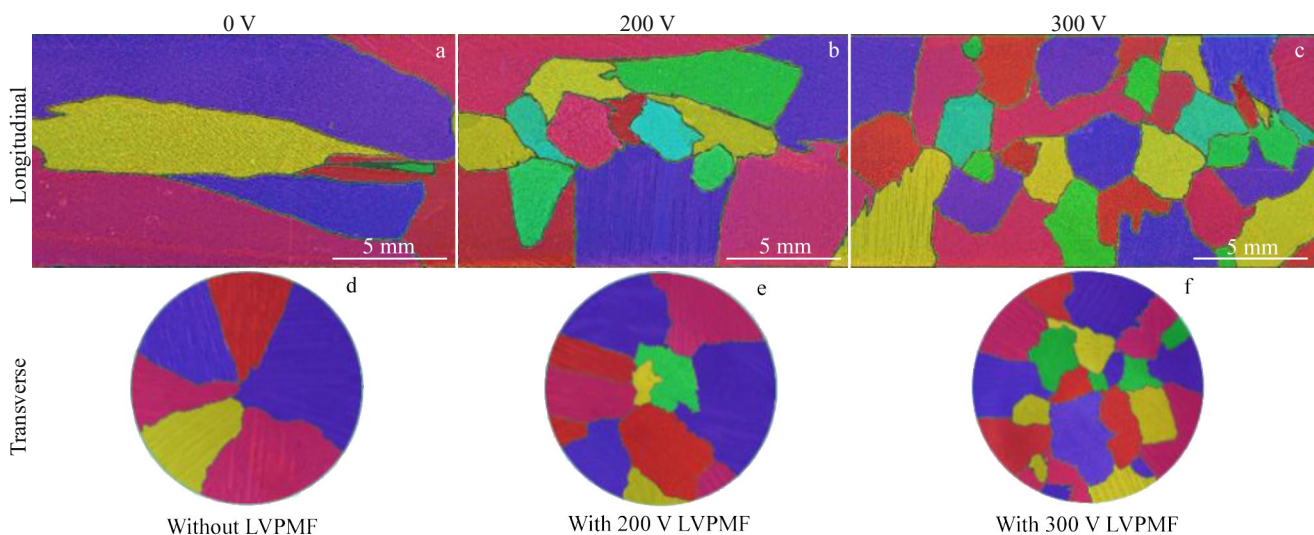 0 V 200 V 300 V
Longitudinal
a b c
5 mm 5 mm 5 mm
Transverse
d e f
Without LVPMF With 200 V LVPMF With 300 V LVPMF